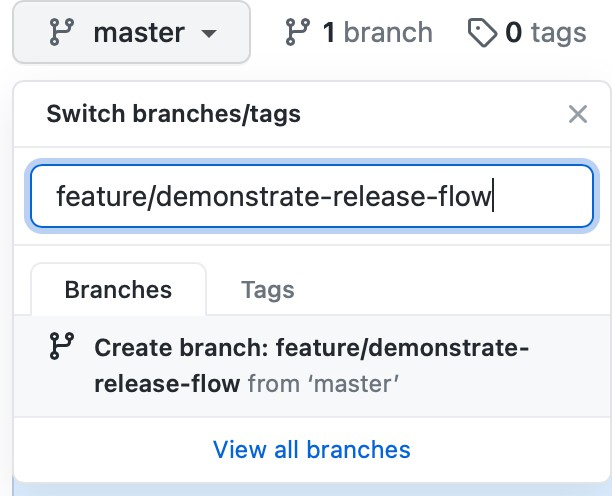 master 1 branch 0 tags
Switch branches/tags
feature/demonstrate-release-flow
Branches Tags
Create branch: feature/demonstrate-
release-flow from ‘master’
View all branches